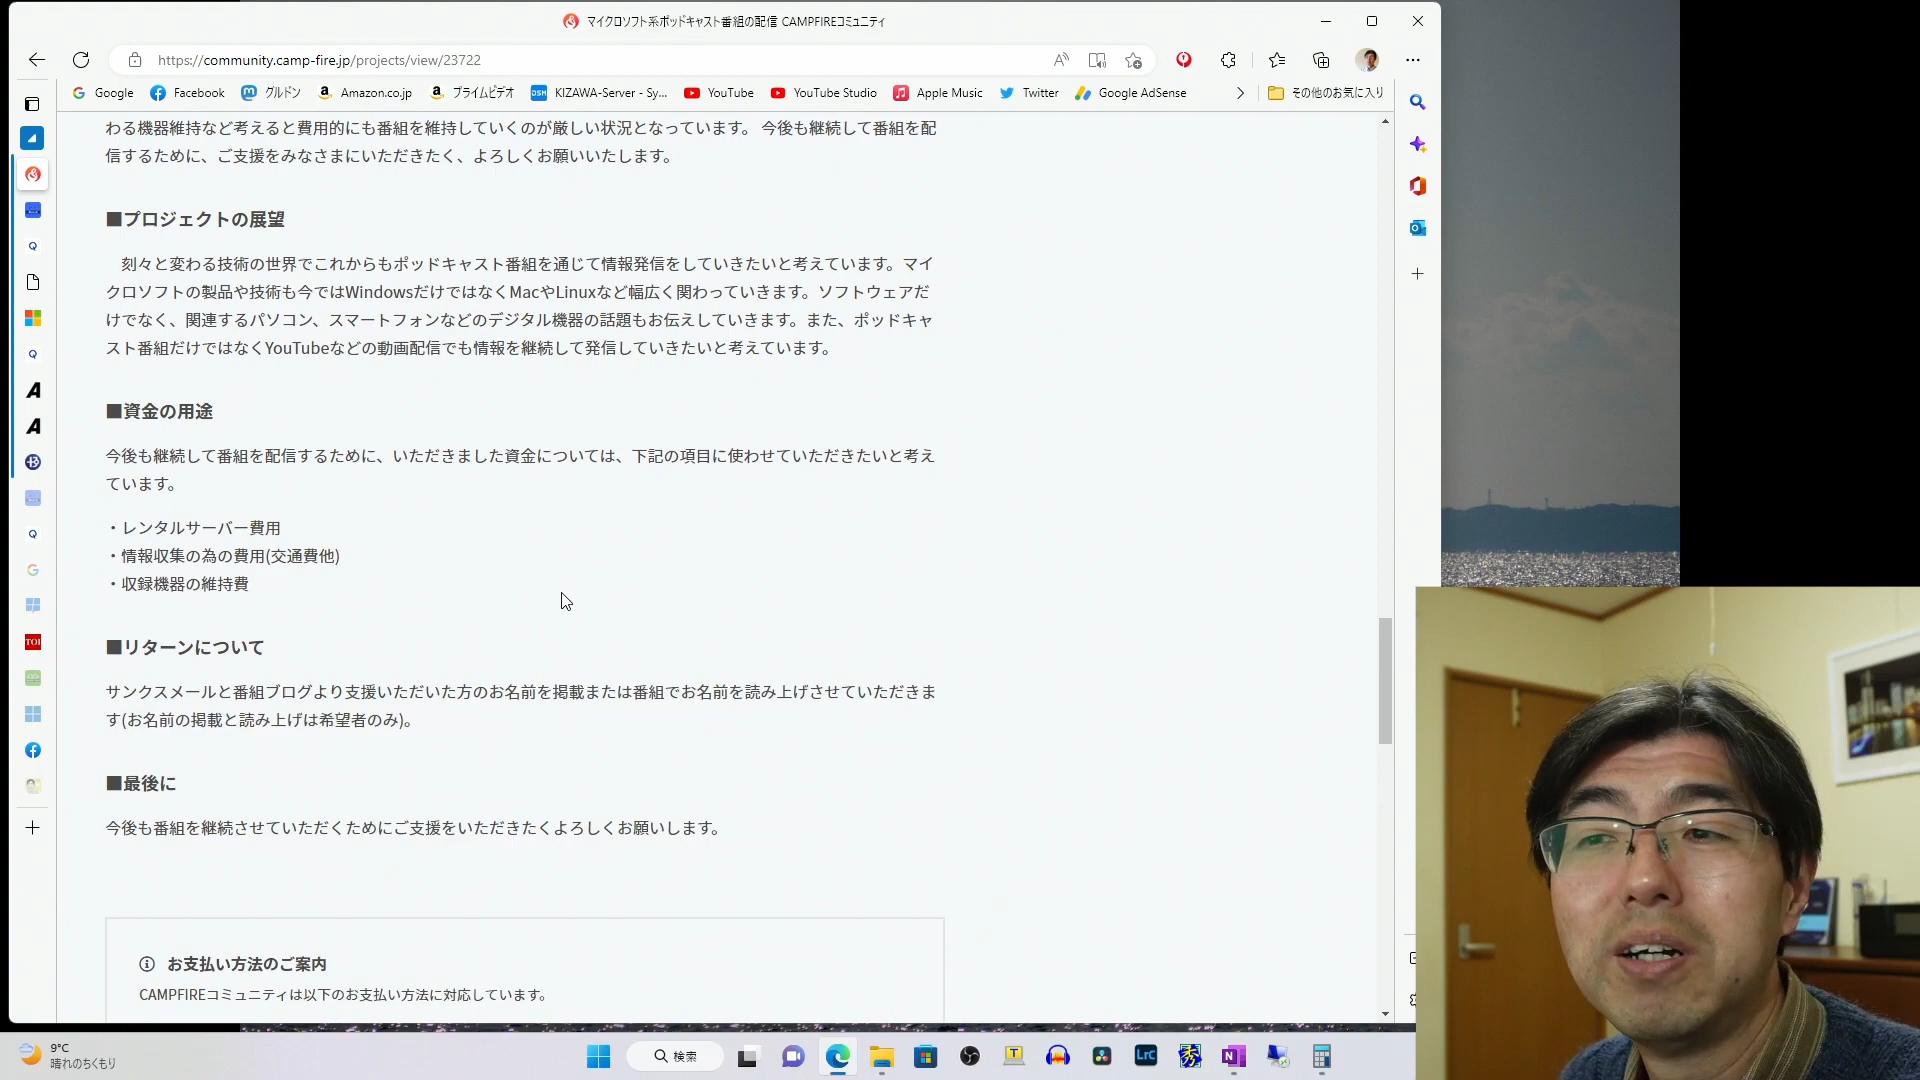 マイクロソフト系ポッドキャスト番組の配信 CAMPFIREコミュニティ
https://community.camp-fire.jp/projects/view/23722
Google Facebook グルドン Amazon.co.jp プライムビデオ KIZAWA-Server - Sy... YouTube YouTube Studio Apple Music Twitter Google AdSense その他のお気に入り
わる機器維持など考えると費用的にも番組を維持していくのが厳しい状況となっています。 今後も継続して番組を配
信するために、ご支援をみなさまにいただきたく、よろしくお願いいたします。
■プロジェクトの展望
刻々と変わる技術の世界でこれからもポッドキャスト番組を通じて情報発信をしていきたいと考えています。マイ
クロソフトの製品や技術も今ではWindowsだけではなくMacやLinuxなど幅広く関わっていきます。ソフトウェアだ
けでなく、関連するパソコン、スマートフォンなどのデジタル機器の話題もお伝えしていきます。また、ポッドキャ
スト番組だけではなくYouTubeなどの動画配信でも情報を継続して発信していきたいと考えています。
■資金の用途
今後も継続して番組を配信するために、いただきました資金については、下記の項目に使わせていただきたいと考え
ています。
・レンタルサーバー費用
・情報収集の為の費用(交通費他)
・収録機器の維持費
■リターンについて
サンクスメールと番組ブログより支援いただいた方のお名前を掲載または番組でお名前を読み上げさせていただきま
す(お名前の掲載と読み上げは希望者のみ)。
■最後に
今後も番組を継続させていただくためにご支援をいただきたくよろしくお願いします。
お支払い方法のご案内
CAMPFIREコミュニティは以下のお支払い方法に対応しています。
9°C
晴れのちくもり
検索